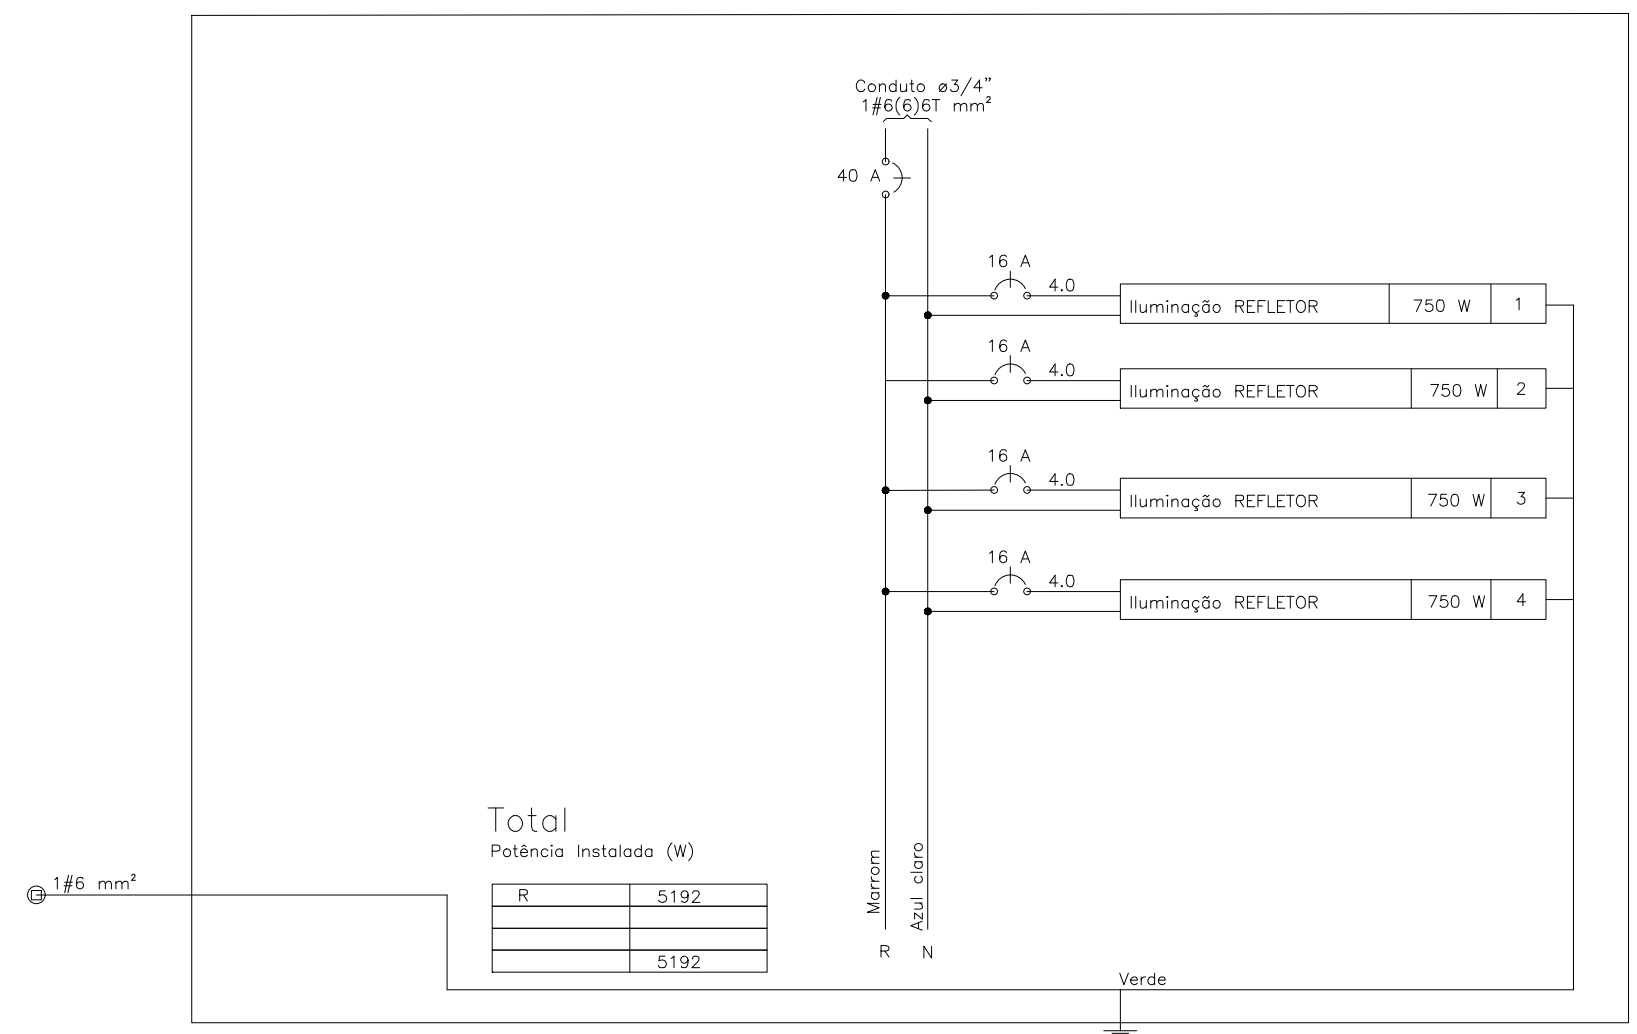 Conduto ø3/4"
1#6(6)6T mm²
40 A
16 A
4.0
Iluminação REFLETOR 750 W 1
16 A
4.0
Iluminação REFLETOR 750 W 2
16 A
4.0
Iluminação REFLETOR 750 W 3
16 A
4.0
Iluminação REFLETOR 750 W 4
Total
Potência Instalada (W)
R 5192
5192
1#6 mm²
Marrom
Azul claro
R N
Verde